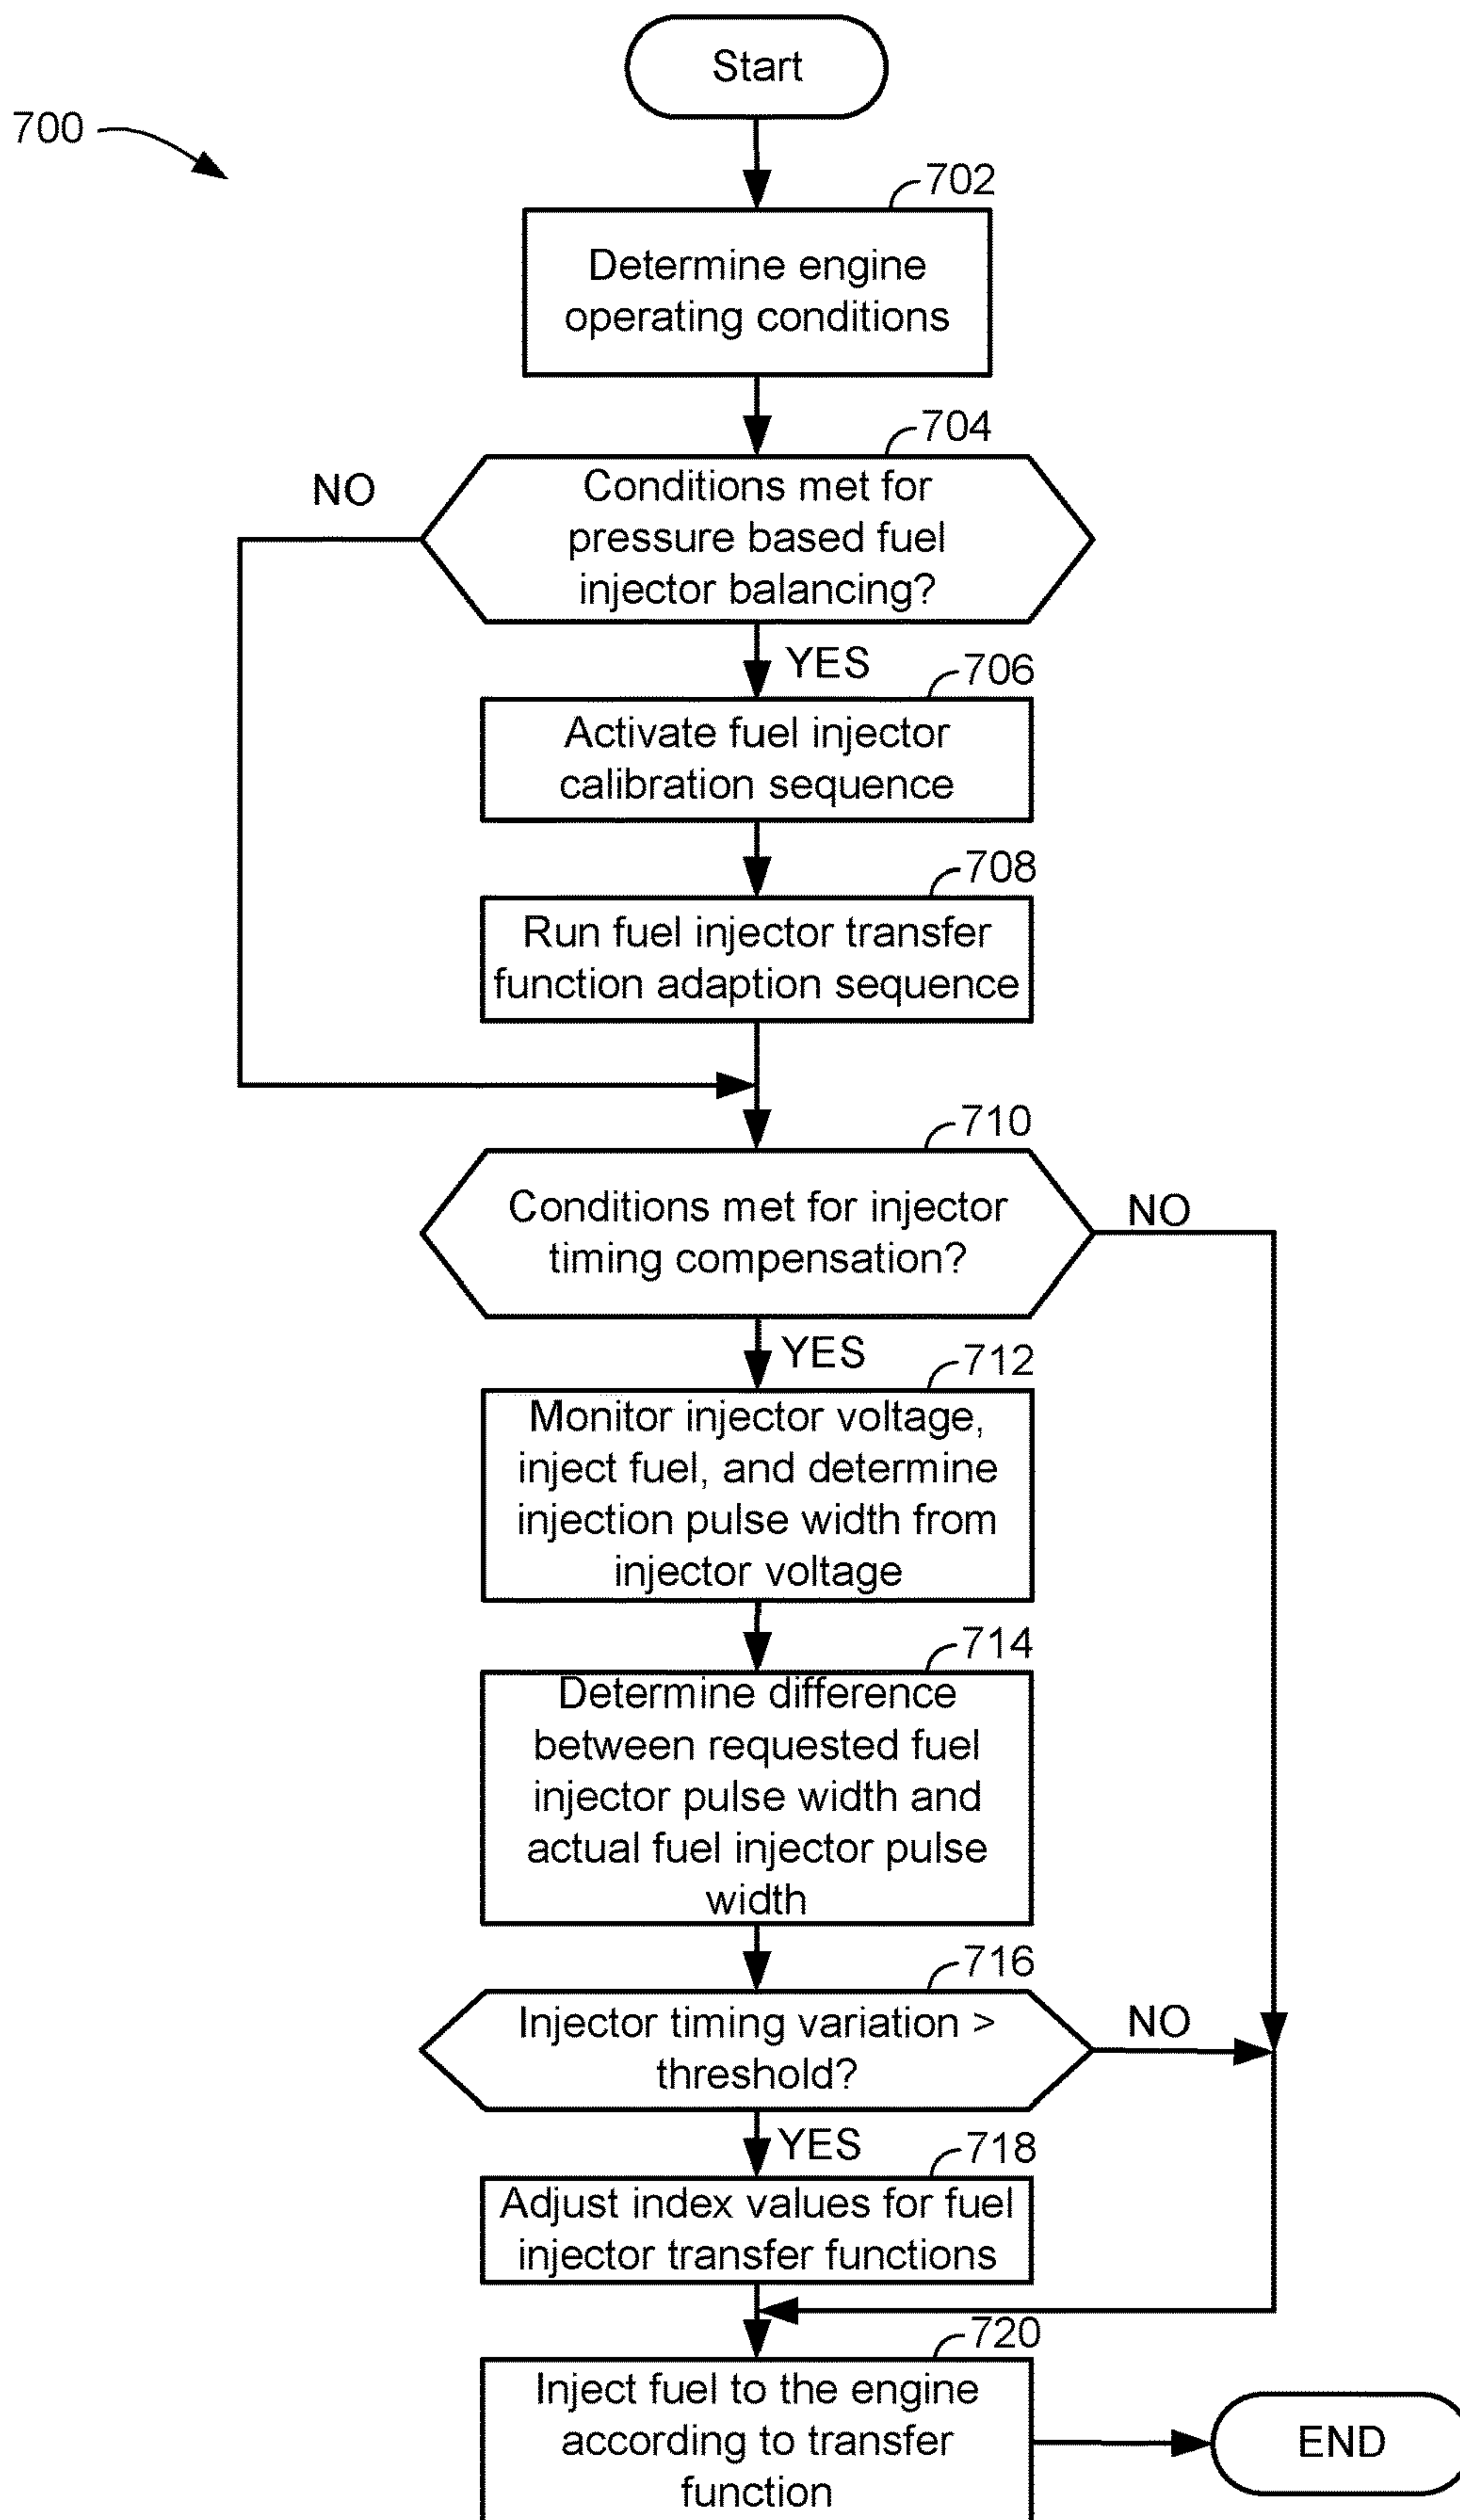 Start
700
702
Determine engine
operating conditions
704
NO
Conditions met for
pressure based fuel
injector balancing?
YES
706
Activate fuel injector
calibration sequence
708
Run fuel injector transfer
function adaption sequence
710
Conditions met for injector
timing compensation?
NO
YES
712
Monitor injector voltage,
inject fuel, and determine
injection pulse width from
injector voltage
714
Determine difference
between requested fuel
injector pulse width and
actual fuel injector pulse
width
716
Injector timing variation >
threshold?
NO
YES
718
Adjust index values for fuel
injector transfer functions
720
Inject fuel to the engine
according to transfer
function
END